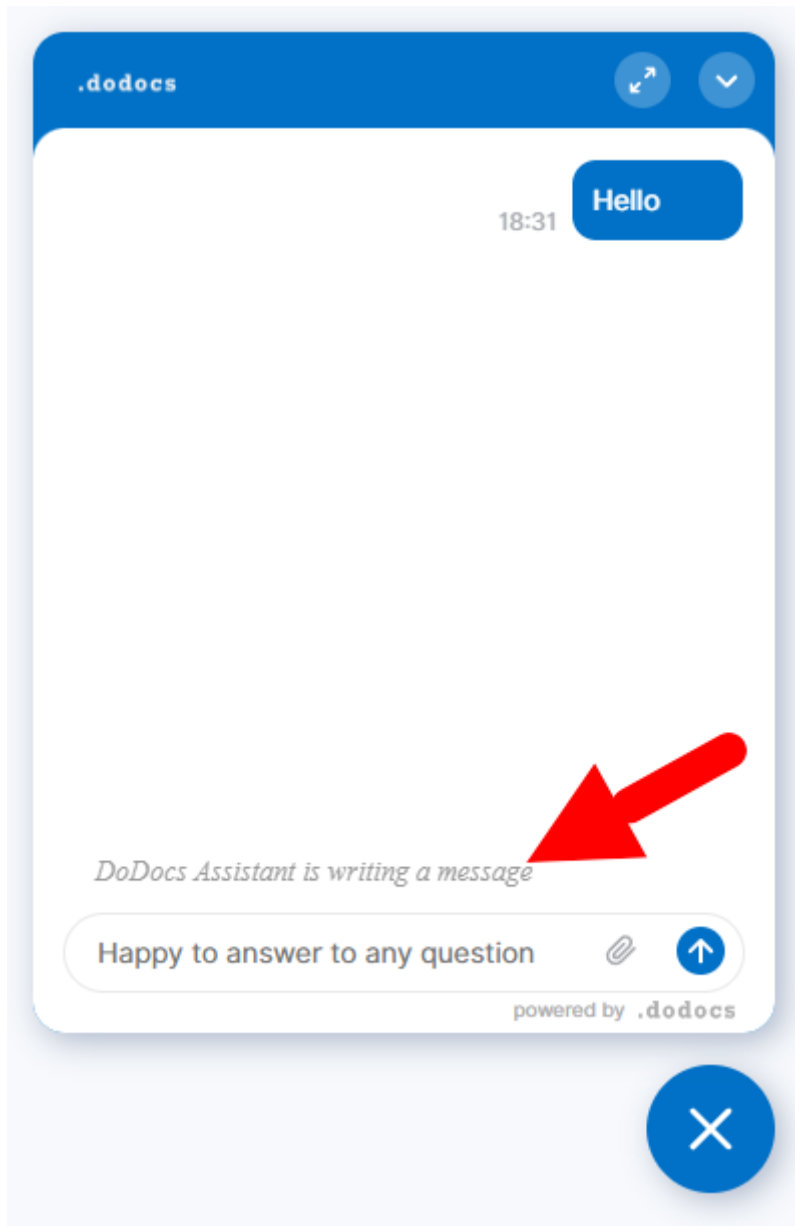 .dodocs
Hello
18:31
DoDocs Assistant is writing a message
Happy to answer to any question
powered by .dodocs